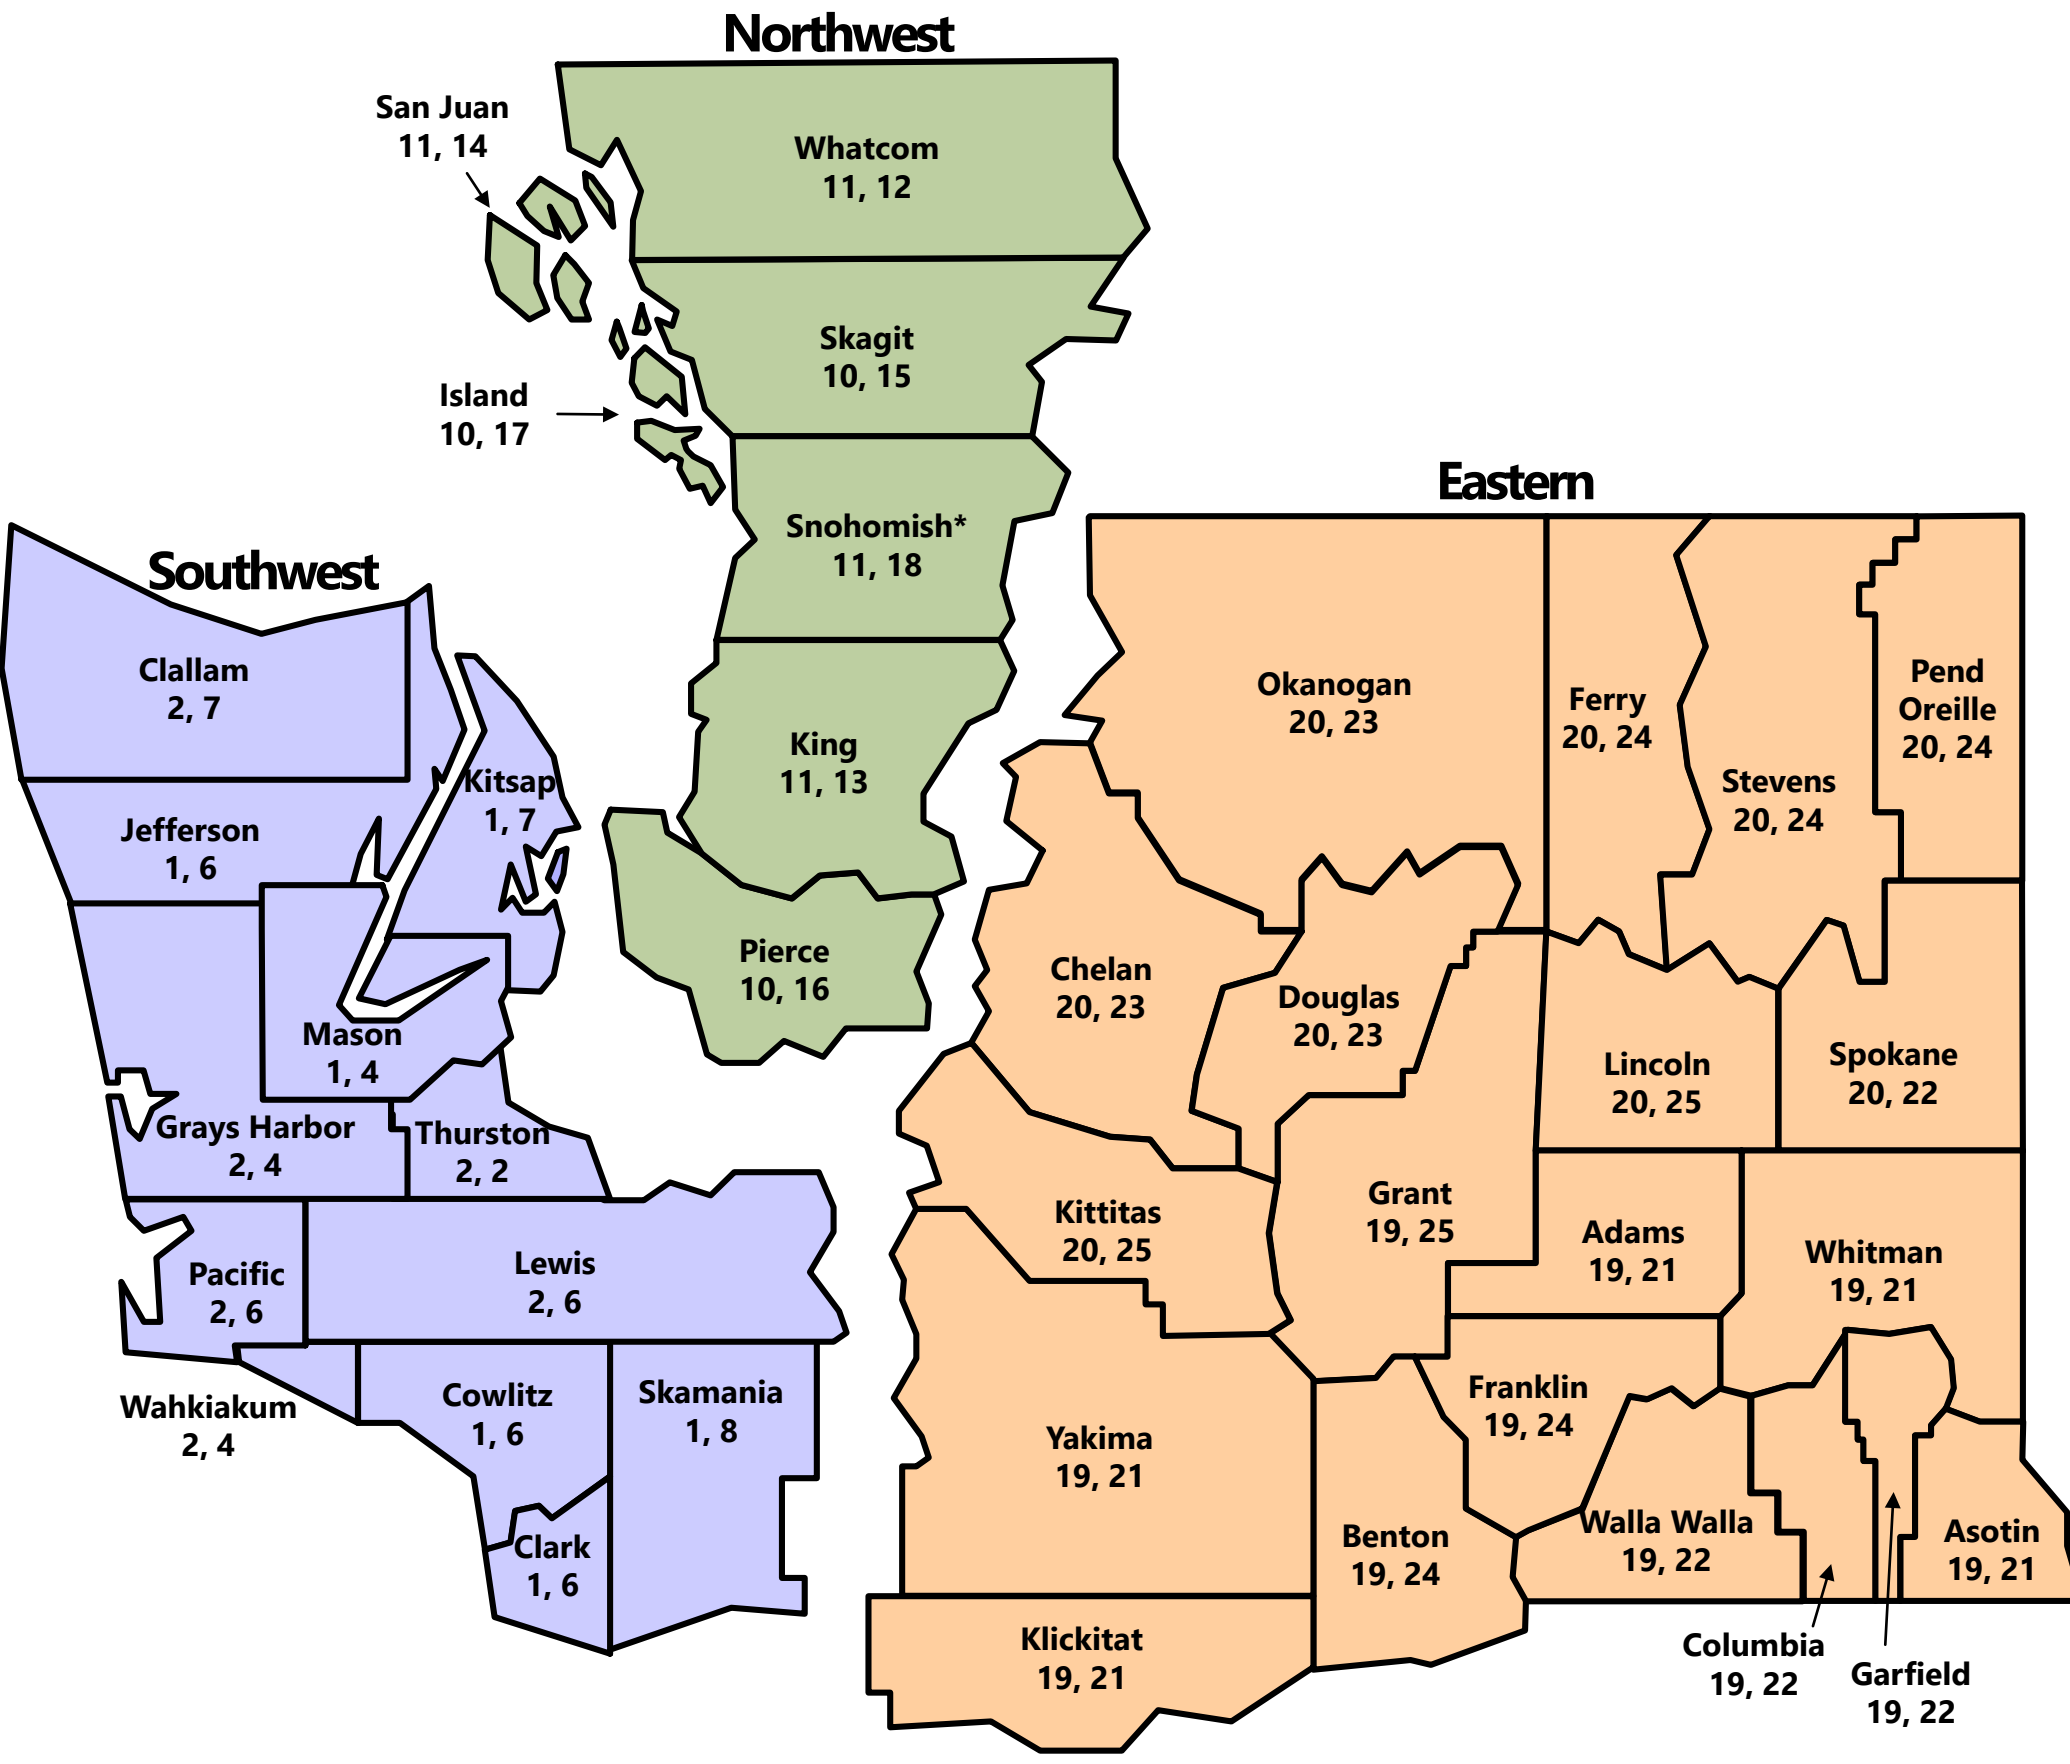 Northwest
San Juan
11, 14
Whatcom
11, 12
Skagit
10, 15
Island
10, 17
Snohomish*
11, 18
King
11, 13
Pierce
10, 16
Southwest
Clallam
2, 7
Jefferson
1, 6
Kitsap
1, 7
Mason
1, 4
Grays Harbor
2, 4
Thurston
2, 2
Pacific
2, 6
Lewis
2, 6
Wahkiakum
2, 4
Cowlitz
1, 6
Skamania
1, 8
Clark
1, 6
Eastern
Okanogan
20, 23
Ferry
20, 24
Stevens
20, 24
Pend
Oreille
20, 24
Chelan
20, 23
Douglas
20, 23
Lincoln
20, 25
Spokane
20, 22
Kittitas
20, 25
Grant
19, 25
Adams
19, 21
Whitman
19, 21
Yakima
19, 21
Franklin
19, 24
Benton
19, 24
Walla Walla
19, 22
Asotin
19, 21
Klickitat
19, 21
Columbia
19, 22
Garfield
19, 22